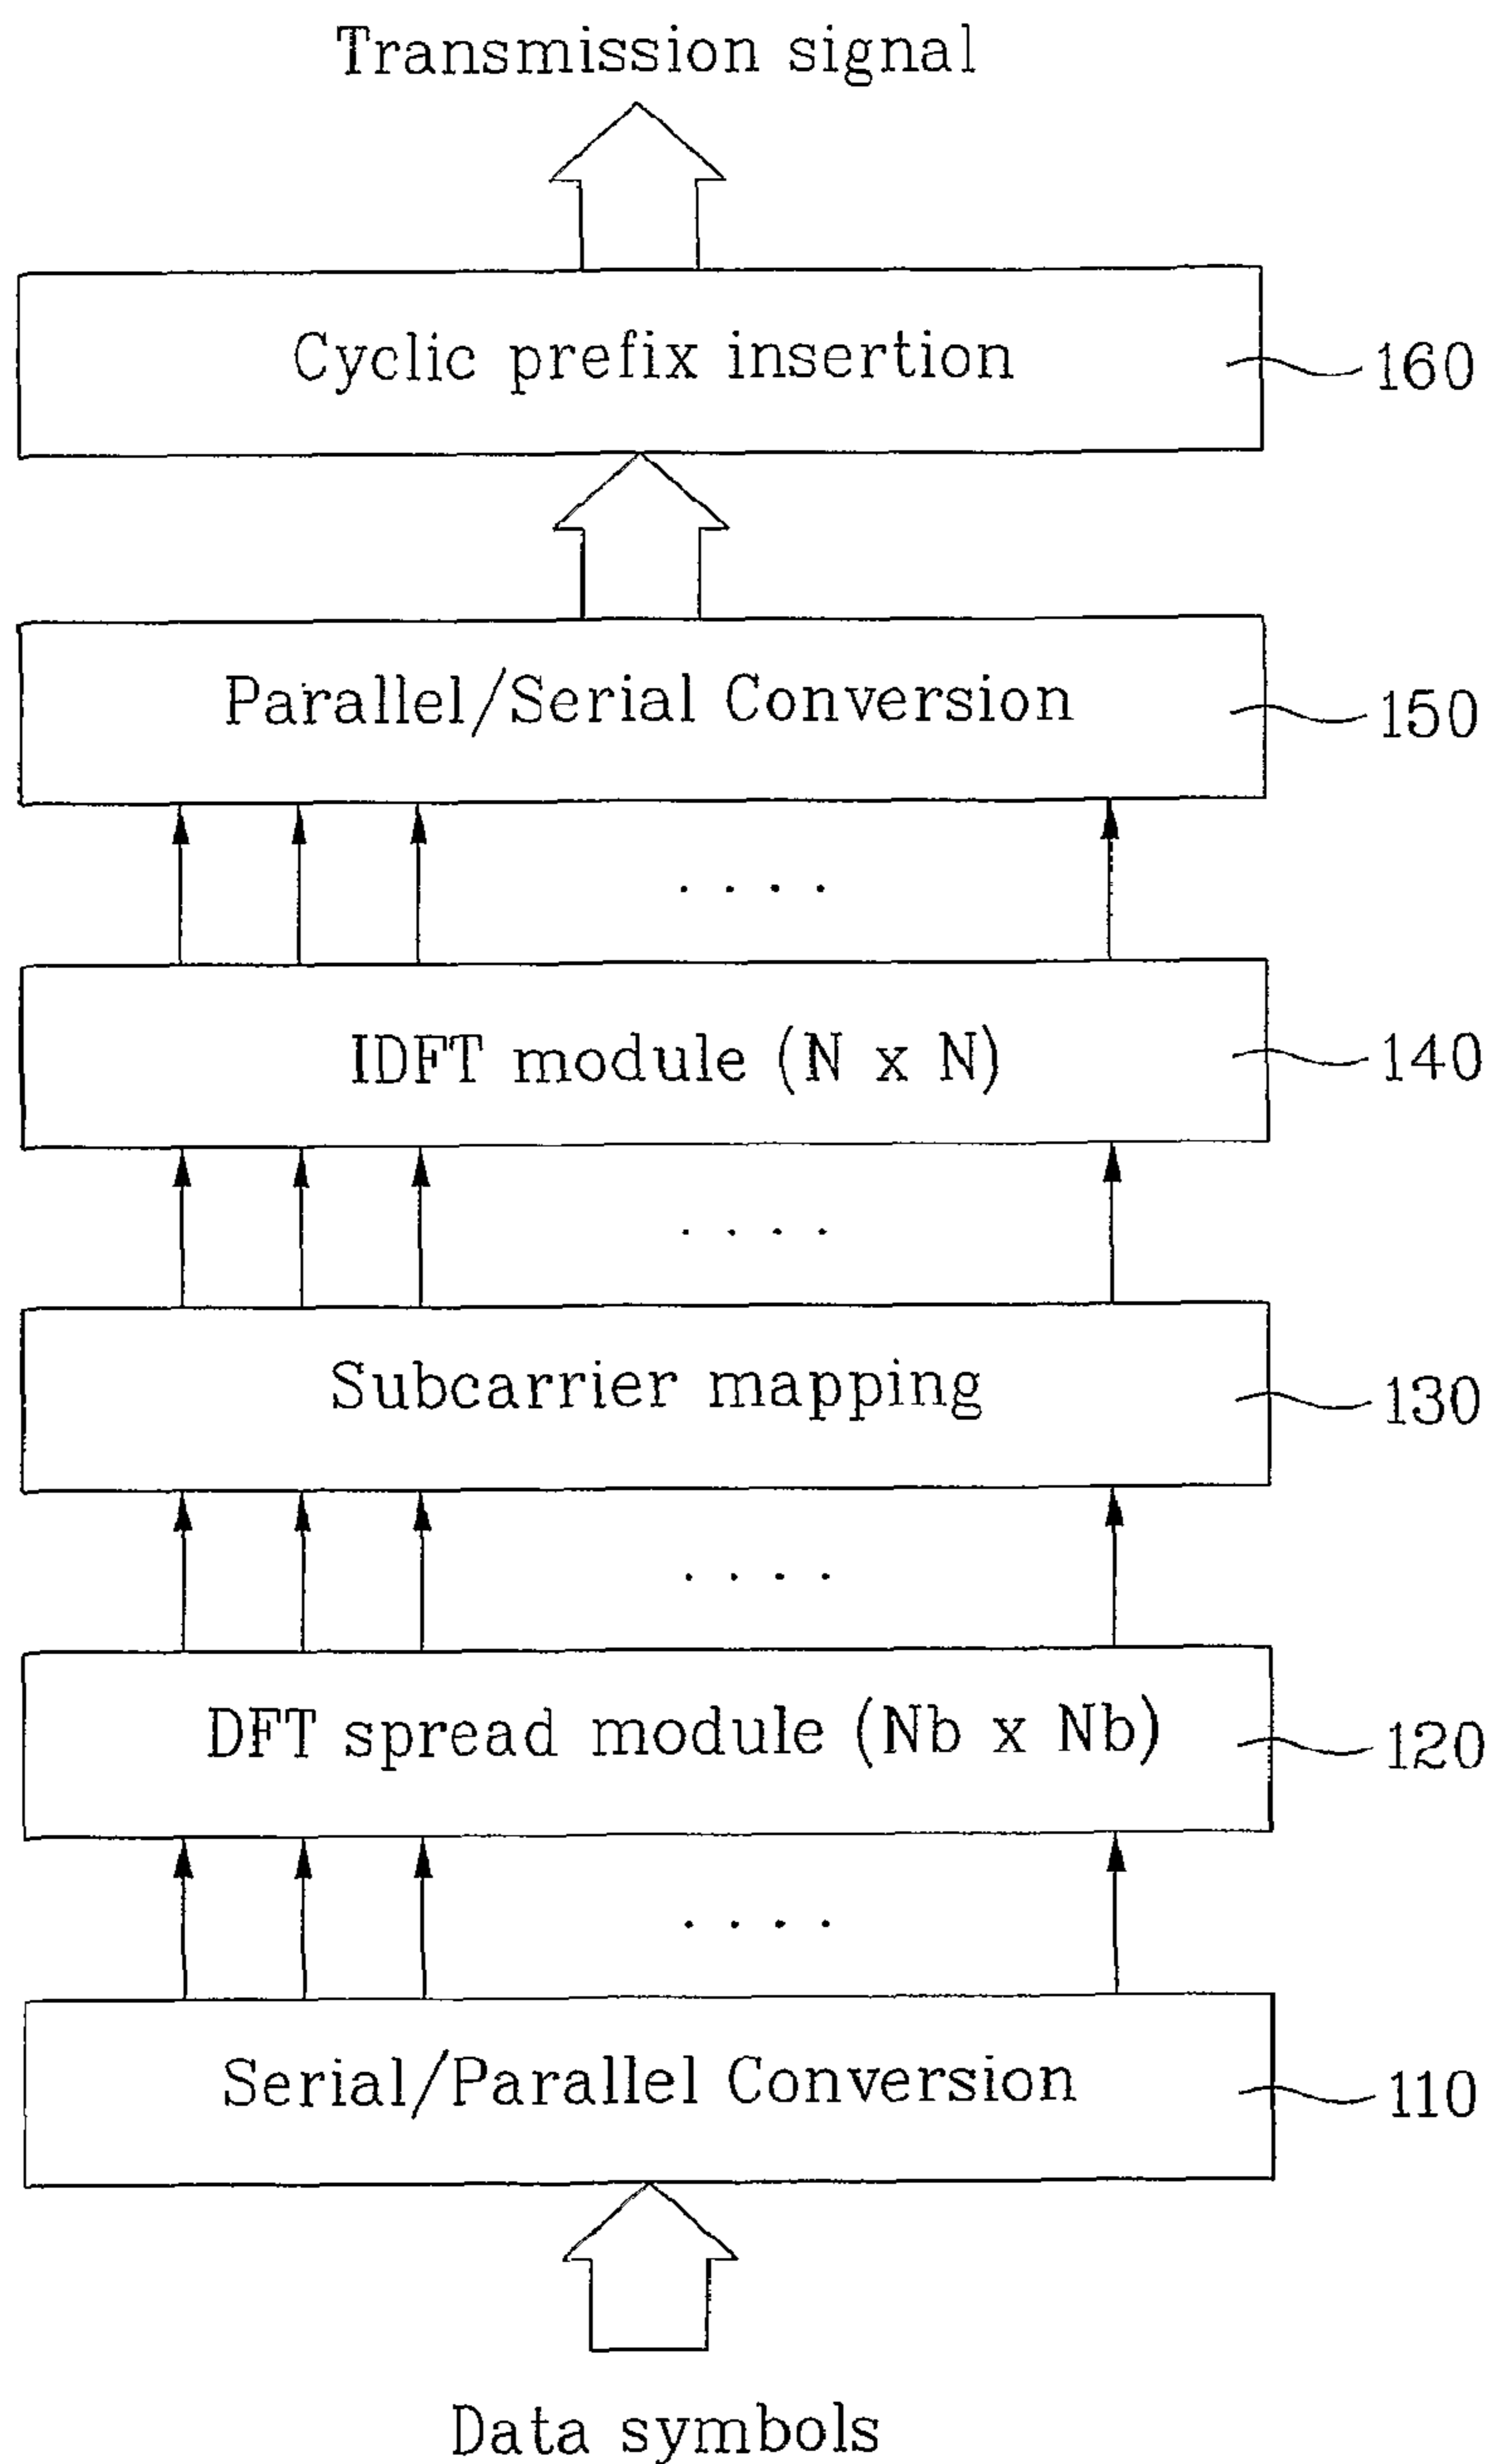 Transmission signal
Cyclic prefix insertion
160
Parallel/Serial Conversion
150
IDFT module (N x N)
140
Subcarrier mapping
130
DFT spread module (Nb x Nb)
120
Serial/Parallel Conversion
110
Data symbols